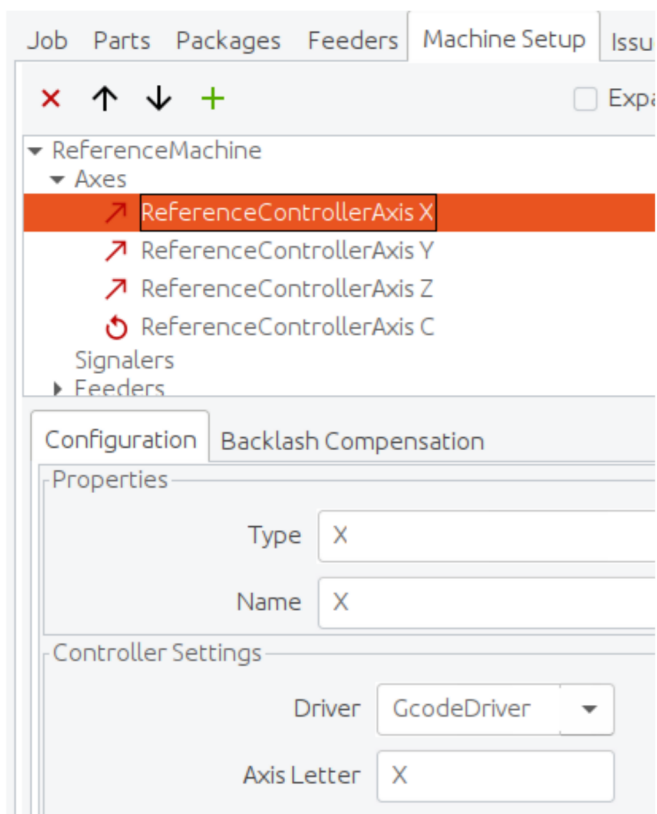 Job Parts Packages Feeders Machine Setup Issu
Expa
ReferenceMachine
Axes
ReferenceControllerAxis X
ReferenceControllerAxis Y
ReferenceControllerAxis Z
ReferenceControllerAxis C
Signalers
Feeders
Configuration Backlash Compensation
Properties
Type X
Name X
Controller Settings
Driver GcodeDriver
Axis Letter X